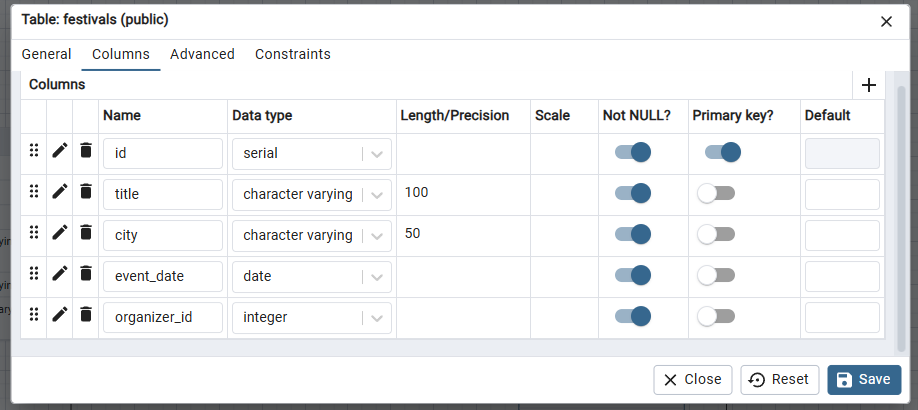 Table: festivals (public)
General Columns Advanced Constraints
Columns
Name Data type Length/Precision Scale Not NULL? Primary key? Default
id serial
title character varying 100
city character varying 50
event_date date
organizer_id integer
Close Reset Save